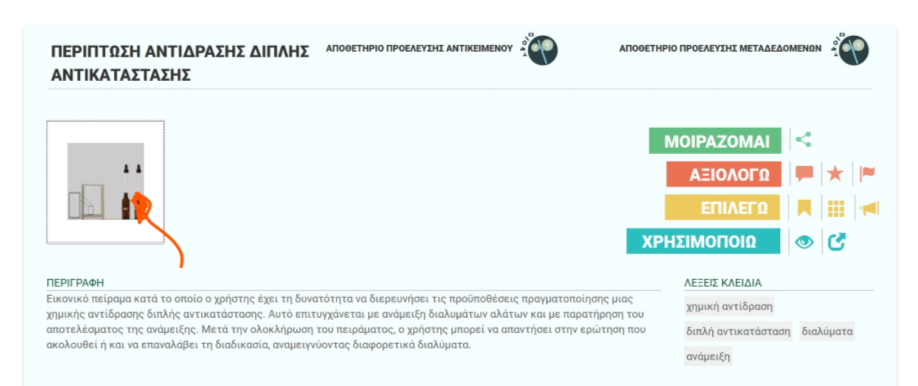 ΠΕΡΙΠΤΩΣΗ ΑΝΤΙΔΡΑΣΗΣ ΔΙΠΛΗΣ
ΑΝΤΙΚΑΤΑΣΤΑΣΗΣ
ΑΠΟΘΕΤΗΡΙΟ ΠΡΟΕΛΕΥΣΗΣ ΑΝΤΙΚΕΙΜΕΝΟΥ
ΑΠΟΘΕΤΗΡΙΟ ΠΡΟΕΛΕΥΣΗΣ ΜΕΤΑΔΕΔΟΜΕΝΩΝ
ΜΟΙΡΑΖΟΜΑΙ
ΑΞΙΟΛΟΓΩ
ΕΠΙΛΕΓΩ
ΧΡΗΣΙΜΟΠΟΙΩ
ΠΕΡΙΓΡΑΦΗ
Εικονικό πείραμα κατά το οποίο ο χρήστης έχει τη δυνατότητα να διερευνήσει τις προϋποθέσεις πραγματοποίησης μιας
χημικής αντίδρασης διπλής αντικατάστασης. Αυτό επιτυγχάνεται με ανάμειξη διαλυμάτων αλάτων και με παρατήρηση του
αποτελέσματος της ανάμειξης. Μετά την ολοκλήρωση του πειράματος, ο χρήστης μπορεί να απαντήσει στην ερώτηση που
ακολουθεί ή και να επαναλάβει τη διαδικασία, αναμειγνύοντας διαφορετικά διαλύματα.
ΛΕΞΕΙΣ ΚΛΕΙΔΙΑ
χημική αντίδραση
διπλή αντικατάσταση διαλύματα
ανάμειξη